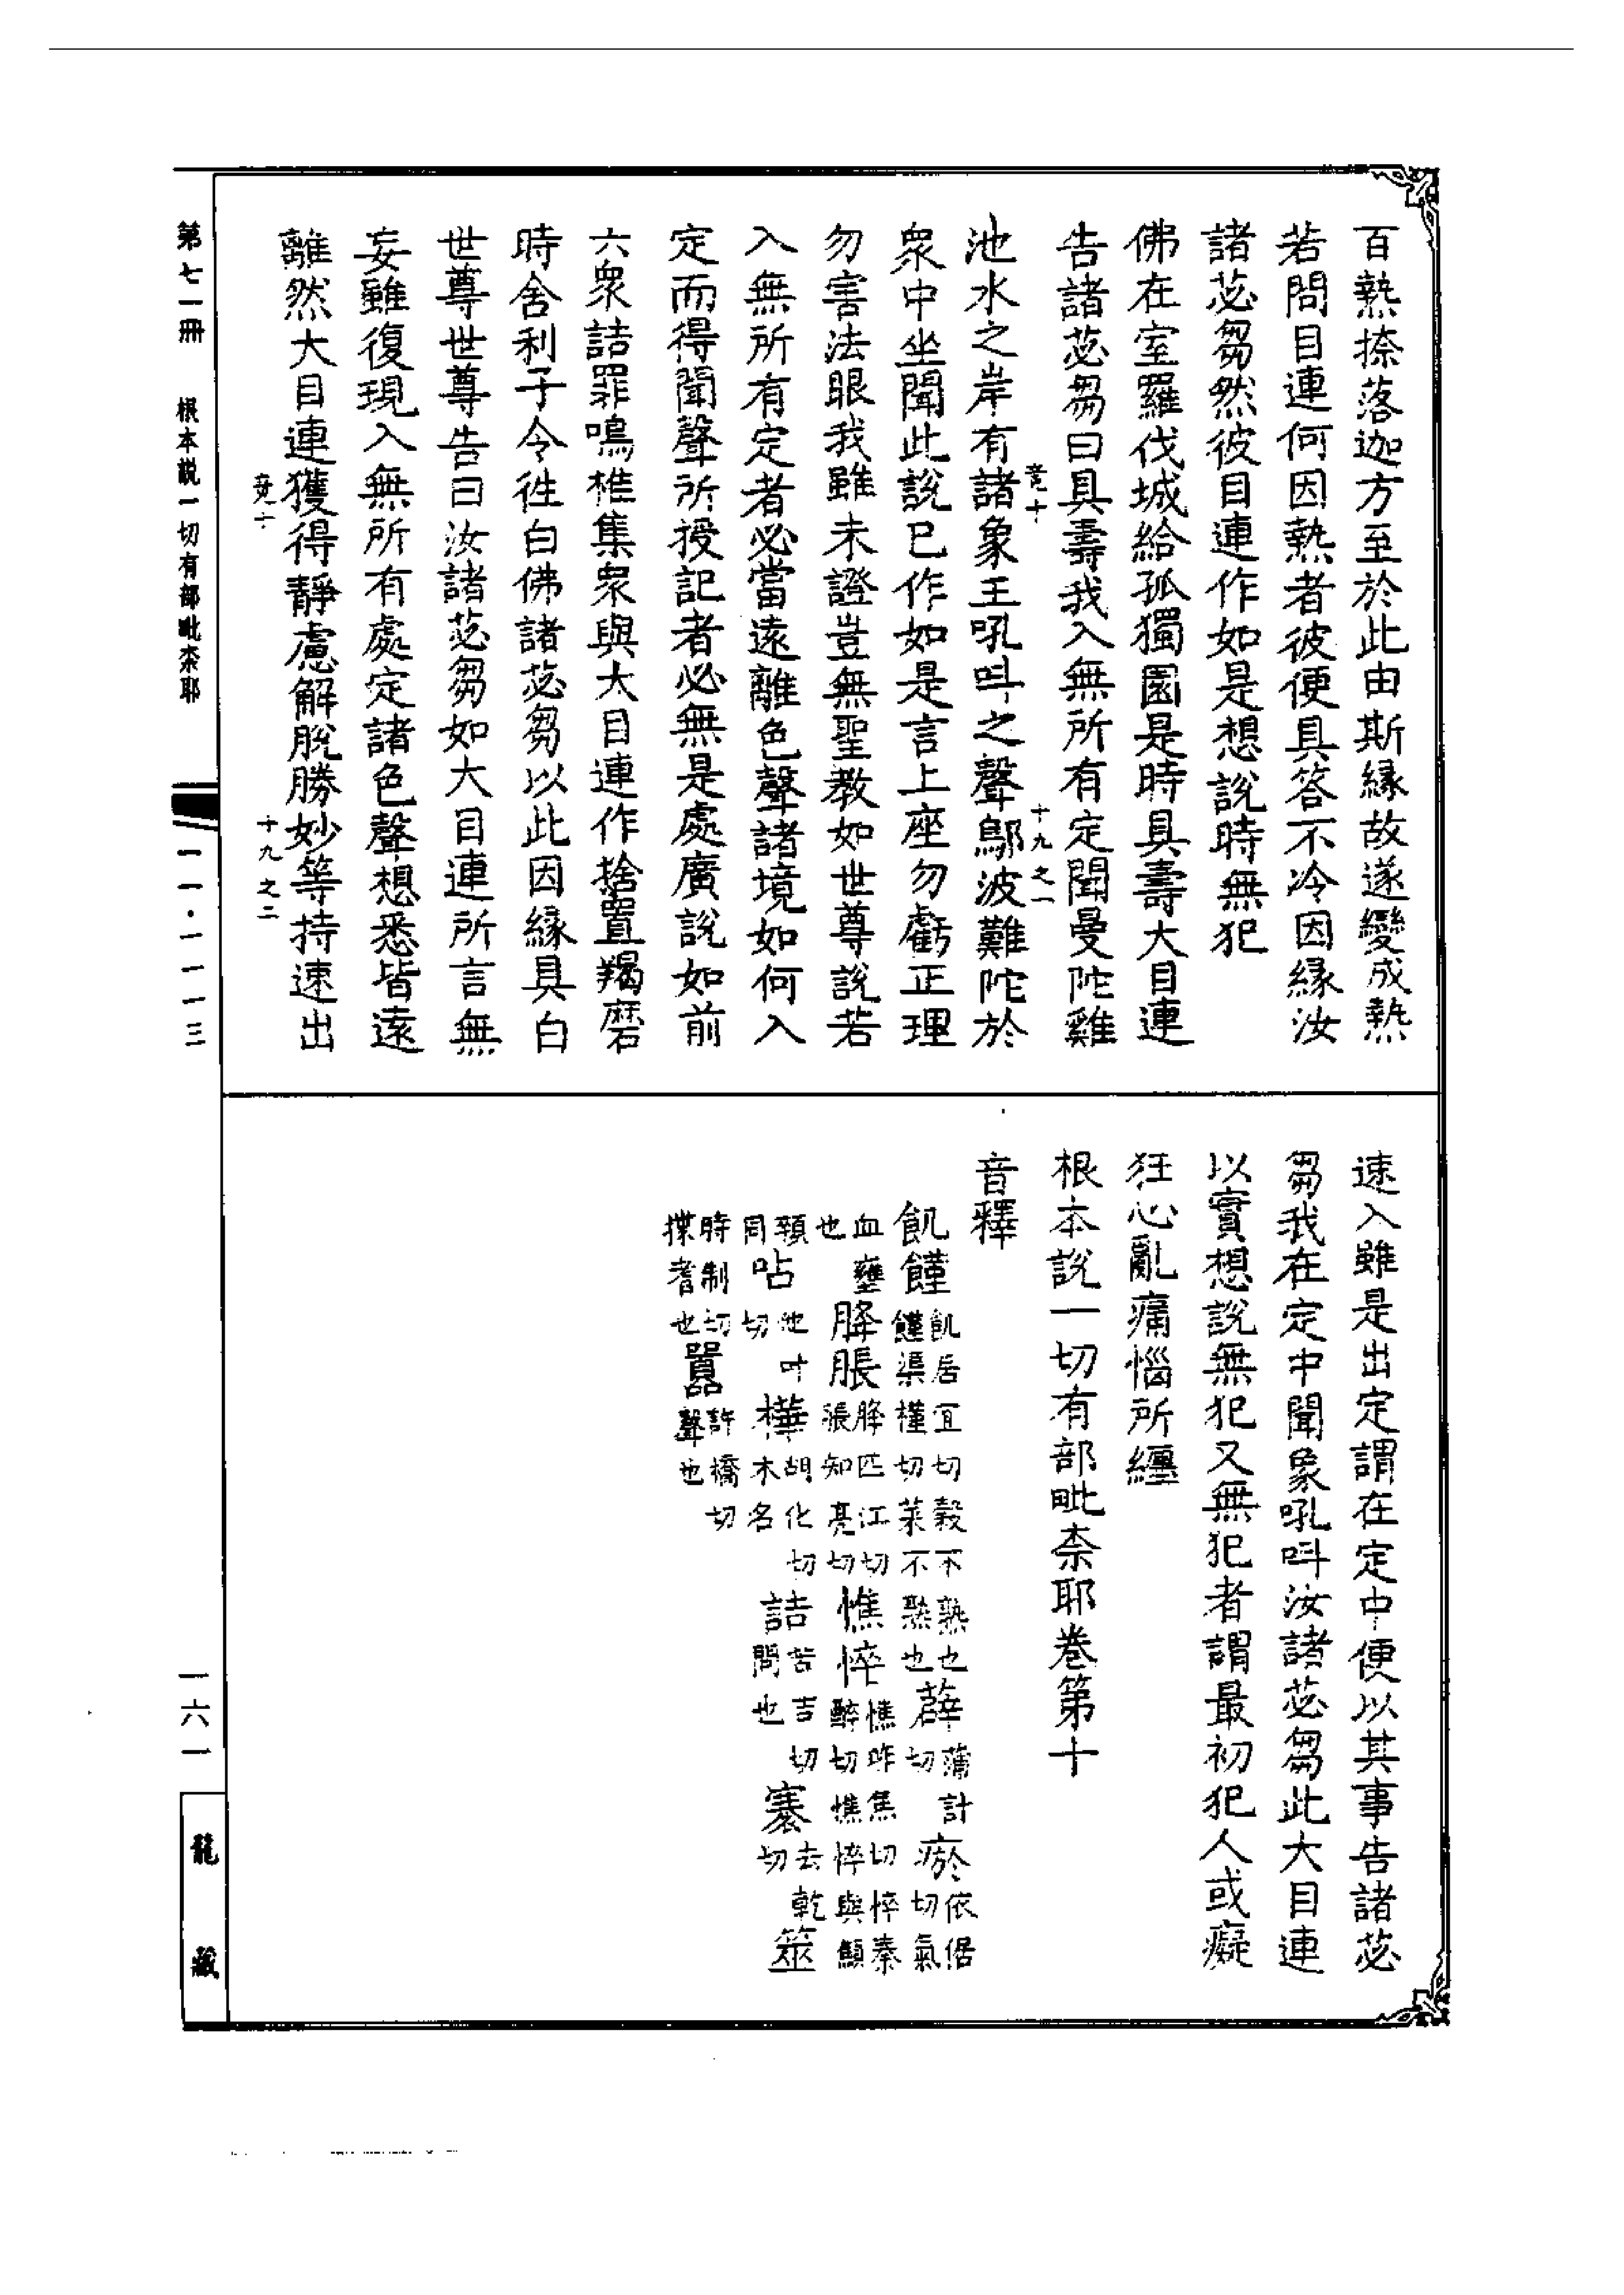 百熱捺落迦方至於此由斯縁故遂變成熱
若問目連何因熱者彼便具答不冷因縁汝
諸苾芻然彼目連作如是想說時無犯
佛在室羅伐城給孤獨園是時具壽大目連
告諸苾芻曰具壽我入無所有定聞曼陀雞
池水之岸有諸象王吼呌之聲鄔波難陀於
衆中坐聞此說已作如是言上座勿虧正理
勿害法眼我雖未證豈無聖教如世尊說若
入無所有定者必當遠離色聲諸境如何入
定而得聞聲所授記者必無是處廣說如前
六衆詰罪鳴椎集衆與大目連作捨置羯磨
時舍利子令往白佛諸苾芻以此因縁具白
世尊世尊告曰汝諸苾芻如大目連所言無
妄雖復現入無所有處定諸色聲想悉皆遠
離然大目連獲得靜慮解脫勝妙等持速出
十九之一
十九之二
速入雖是出定謂在定中便以其事告諸苾
芻我在定中聞象吼呌汝諸苾芻此大目連
以實想說無犯又無犯者謂最初犯人或癡
狂心亂痛惱所纏
根本說一切有部毗柰耶卷第十
音釋
飢饉飢居宜切穀不熟也饉渠槿切菜不熟也薜蒲計切瘀依倨切氣
血壅也胮脹胮匹江切脹知亮切憔悴憔昨焦切悴秦醉切憔悴與顦
顇同呫他叶切樺胡化切木名詰苦吉切問也褰去乾切筮
時制切揲蓍也嚚許橋切聲也
第七一冊 根本說一切有部毗柰耶 一一·一一一三
一六一
龍藏